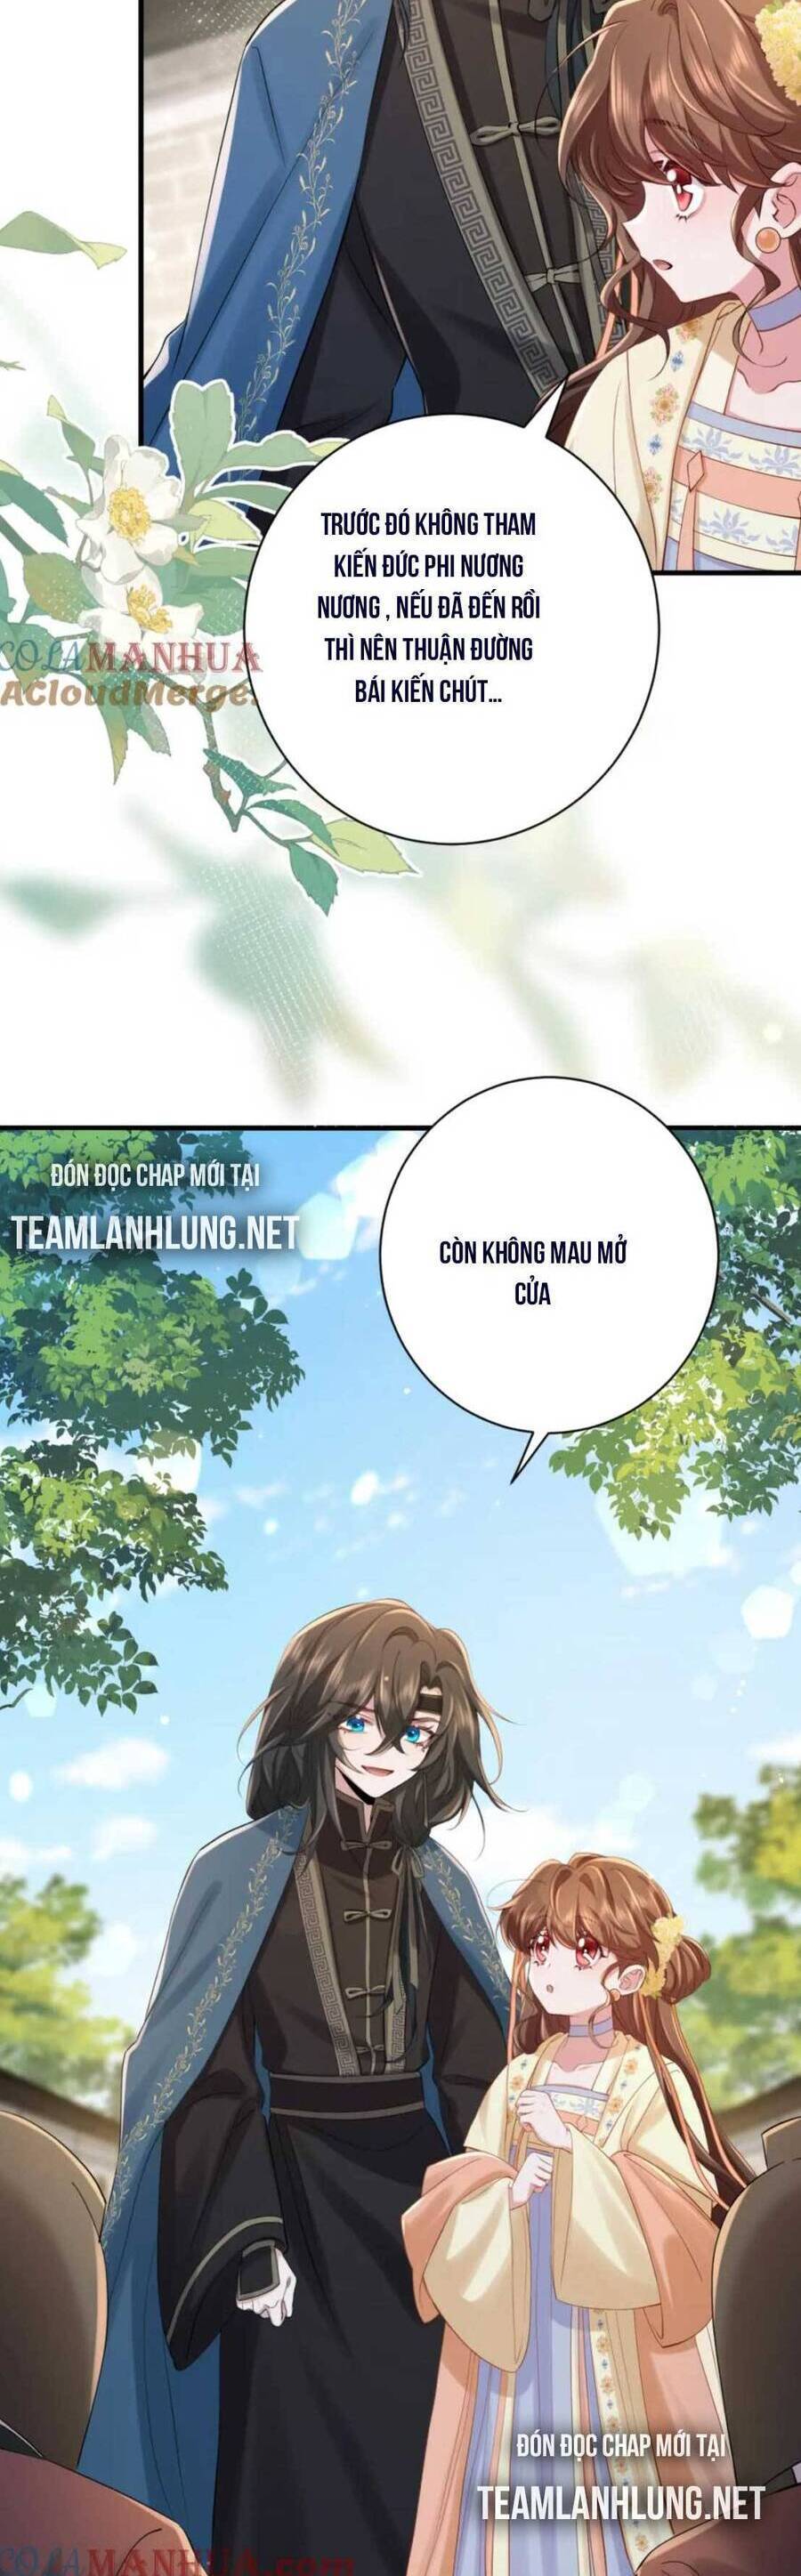 TRƯỚC ĐÓ KHÔNG THAM
KIẾN ĐỨC PHI NƯƠNG
NƯƠNG , NẾU ĐÃ ĐẾN RỒI
THÌ NÊN THUẬN ĐƯỜNG
BÁI KIẾN CHÚT...
COLAMANHUA
ACloudMerge.
ĐÓN ĐỌC CHAP MỚI TẠI
TEAMLANHLUNG.NET
CÒN KHÔNG MAU MỞ
CỬA
ĐÓN ĐỌC CHAP MỚI TẠI
TEAMLANHLUNG.NET
COLAMANHUA.com